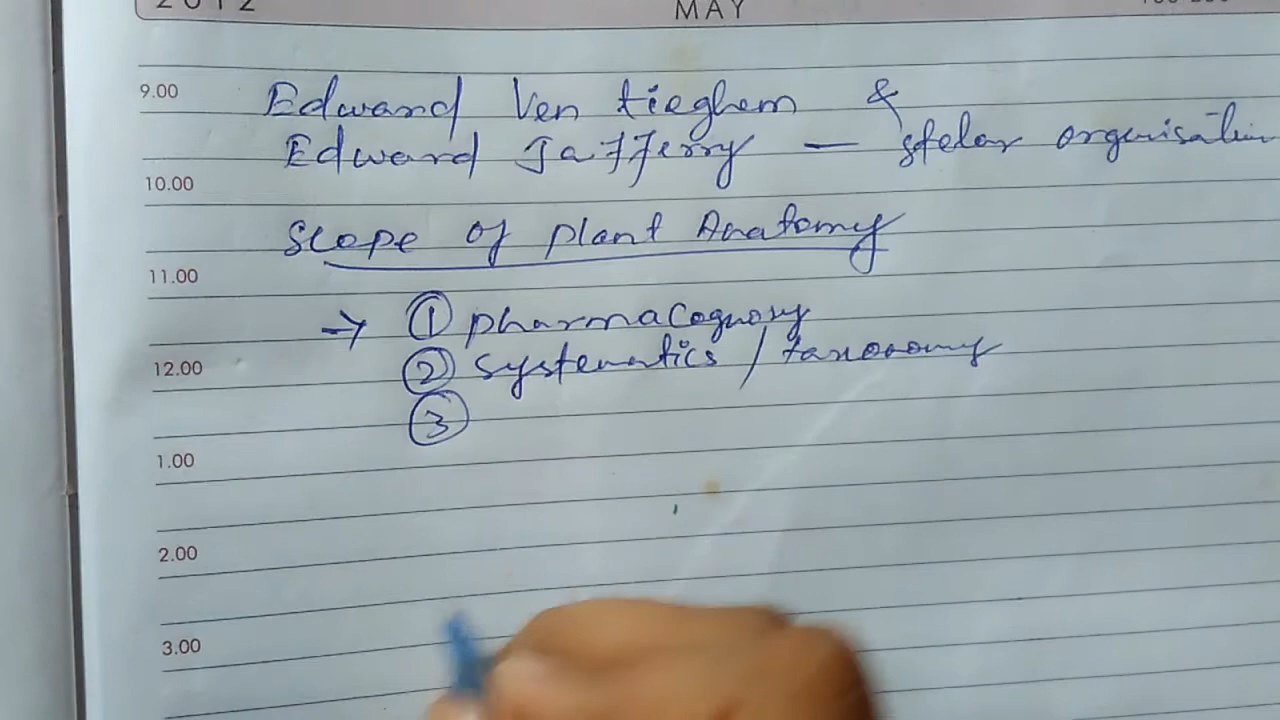 2012 MAY
9.00 Edward Ven tieghem &
Edward Jafferry — stelar organisation
10.00
Scope of plant Anatomy
11.00
→ ① pharmacognosy
12.00 ② systematics / taxonomy
③
1.00
2.00
3.00